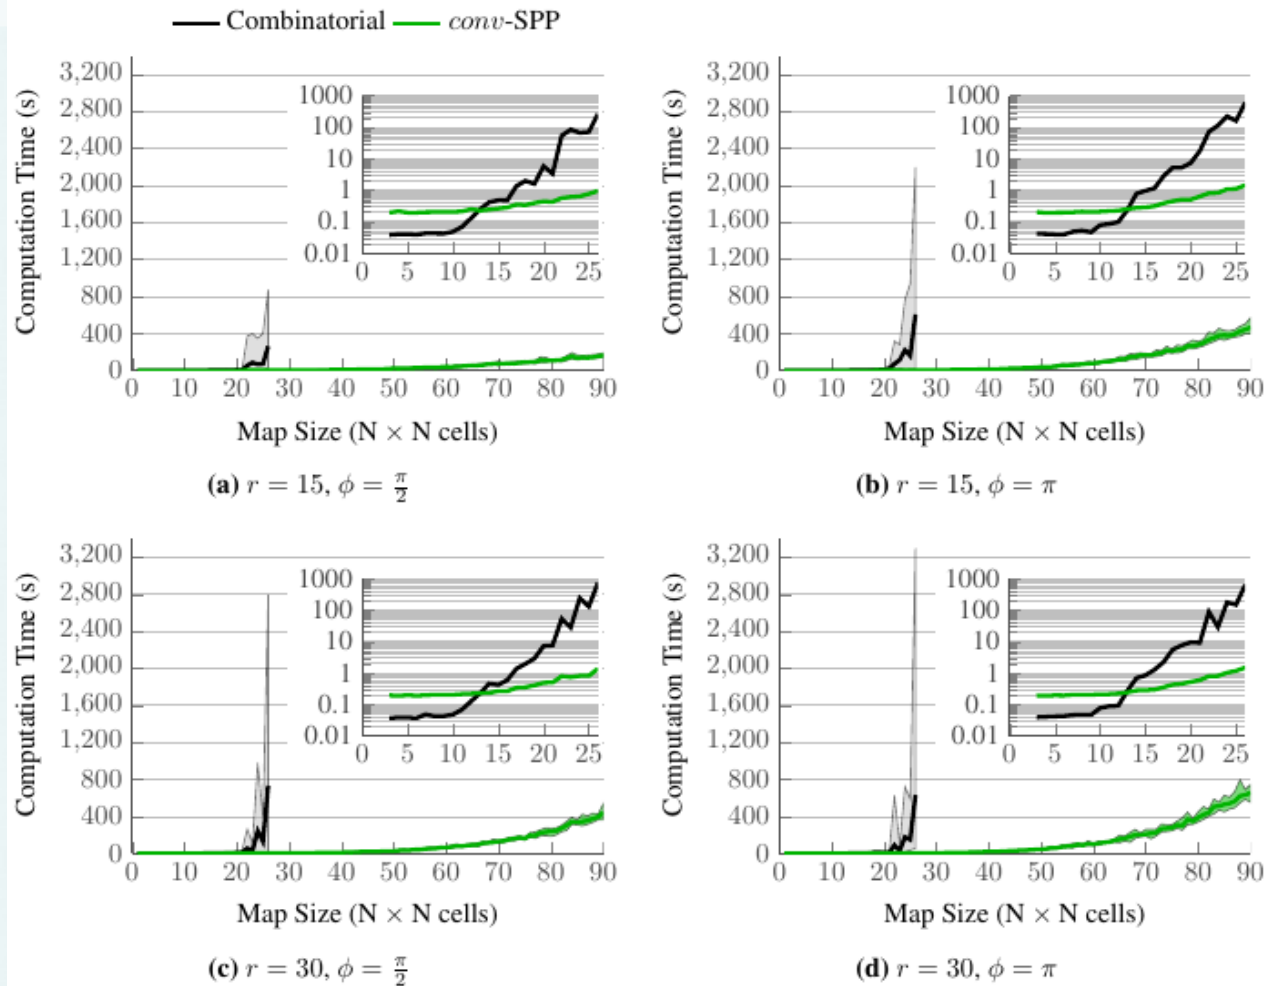 Combinatorial conv-SPP
Computation Time (s)
3,200
2,800
2,400
2,000
1,600
1,200
800
400
0
1000
100
10
1
0.1
0.01
0 5 10 15 20 25
0 10 20 30 40 50 60 70 80 90
Map Size (N × N cells)
(a) r = 15, ϕ = π/2
Computation Time (s)
3,200
2,800
2,400
2,000
1,600
1,200
800
400
0
1000
100
10
1
0.1
0.01
0 5 10 15 20 25
0 10 20 30 40 50 60 70 80 90
Map Size (N × N cells)
(b) r = 15, ϕ = π
Computation Time (s)
3,200
2,800
2,400
2,000
1,600
1,200
800
400
0
1000
100
10
1
0.1
0.01
0 5 10 15 20 25
0 10 20 30 40 50 60 70 80 90
Map Size (N × N cells)
(c) r = 30, ϕ = π/2
Computation Time (s)
3,200
2,800
2,400
2,000
1,600
1,200
800
400
0
1000
100
10
1
0.1
0.01
0 5 10 15 20 25
0 10 20 30 40 50 60 70 80 90
Map Size (N × N cells)
(d) r = 30, ϕ = π